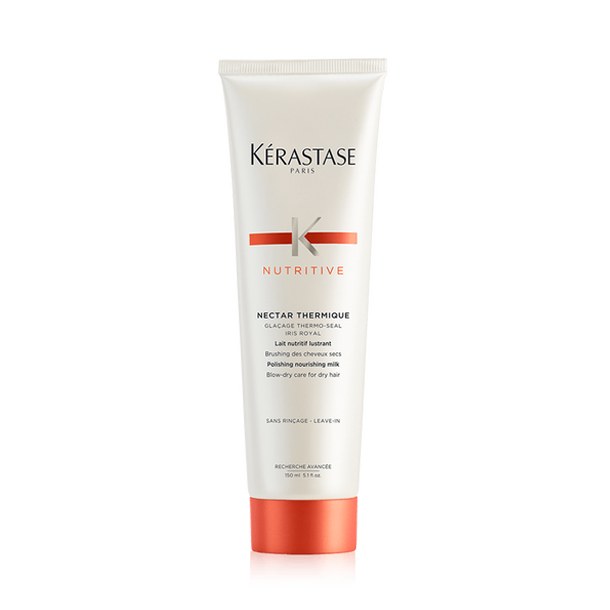 KÉRASTASE
PARIS
K
NUTRITIVE
NECTAR THERMIQUE
GLAÇAGE THERMO-SEAL
IRIS ROYAL
Lait nutritif lustrant
Brushing des cheveux secs
Polishing nourishing milk
Blow-dry care for dry hair
SANS RINÇAGE - LEAVE-IN
RECHERCHE AVANCÉE
150 ml 5.1 fl oz.